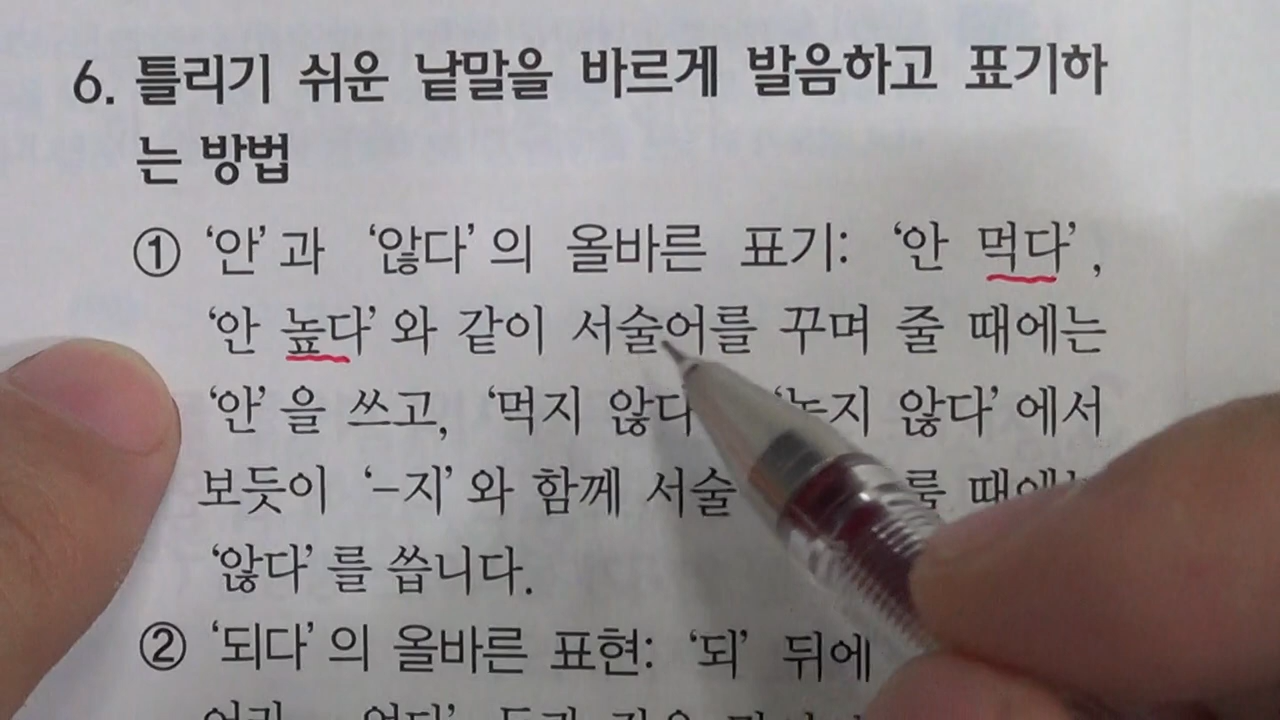 6. 틀리기 쉬운 낱말을 바르게 발음하고 표기하
는 방법
① ‘안’과 ‘않다’의 올바른 표기: ‘안 먹다’,
‘안 높다’와 같이 서술어를 꾸며 줄 때에는
‘안’을 쓰고, ‘먹지 않다 않다’에서
보듯이 ‘-지’와 함께 서술 때에는
‘않다’를 씁니다.
② ‘되다’의 올바른 표현: ‘되’ 뒤에